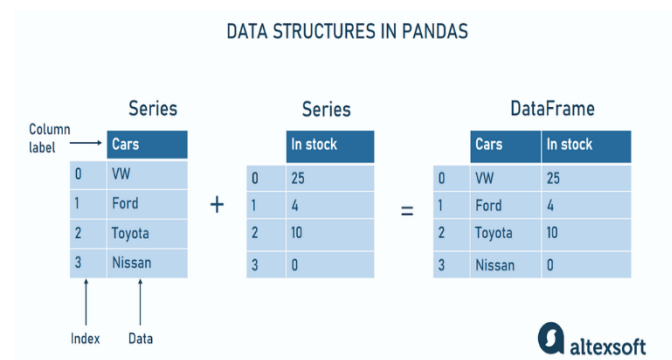 DATA STRUCTURES IN PANDAS
Series
Column label
Cars
0 VW
1 Ford
2 Toyota
3 Nissan
Index
Data
+
Series
In stock
0 25
1 4
2 10
3 0
=
DataFrame
Cars In stock
0 VW 25
1 Ford 4
2 Toyota 10
3 Nissan 0
altexsoft